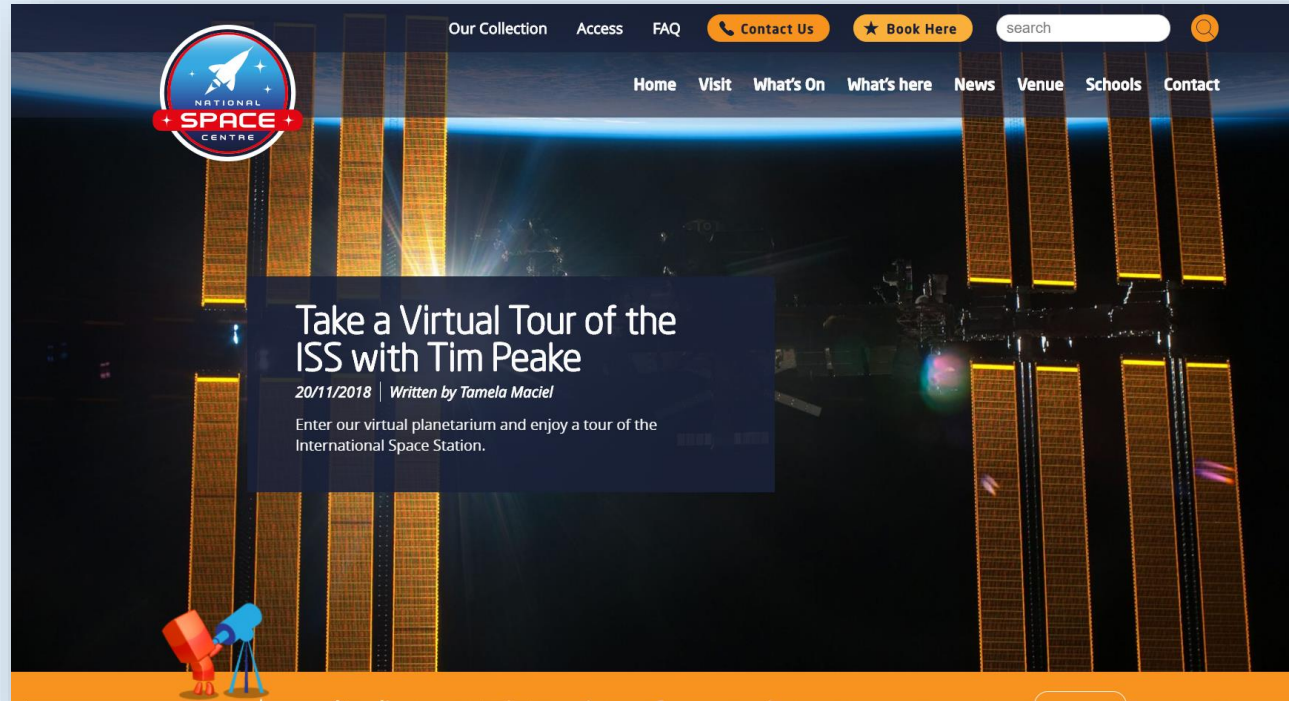 Our Collection Access FAQ Contact Us Book Here search
NATIONAL
SPACE
CENTRE
Home Visit What's On What's here News Venue Schools Contact
Take a Virtual Tour of the
ISS with Tim Peake
20/11/2018 | Written by Tamela Maciel
Enter our virtual planetarium and enjoy a tour of the
International Space Station.